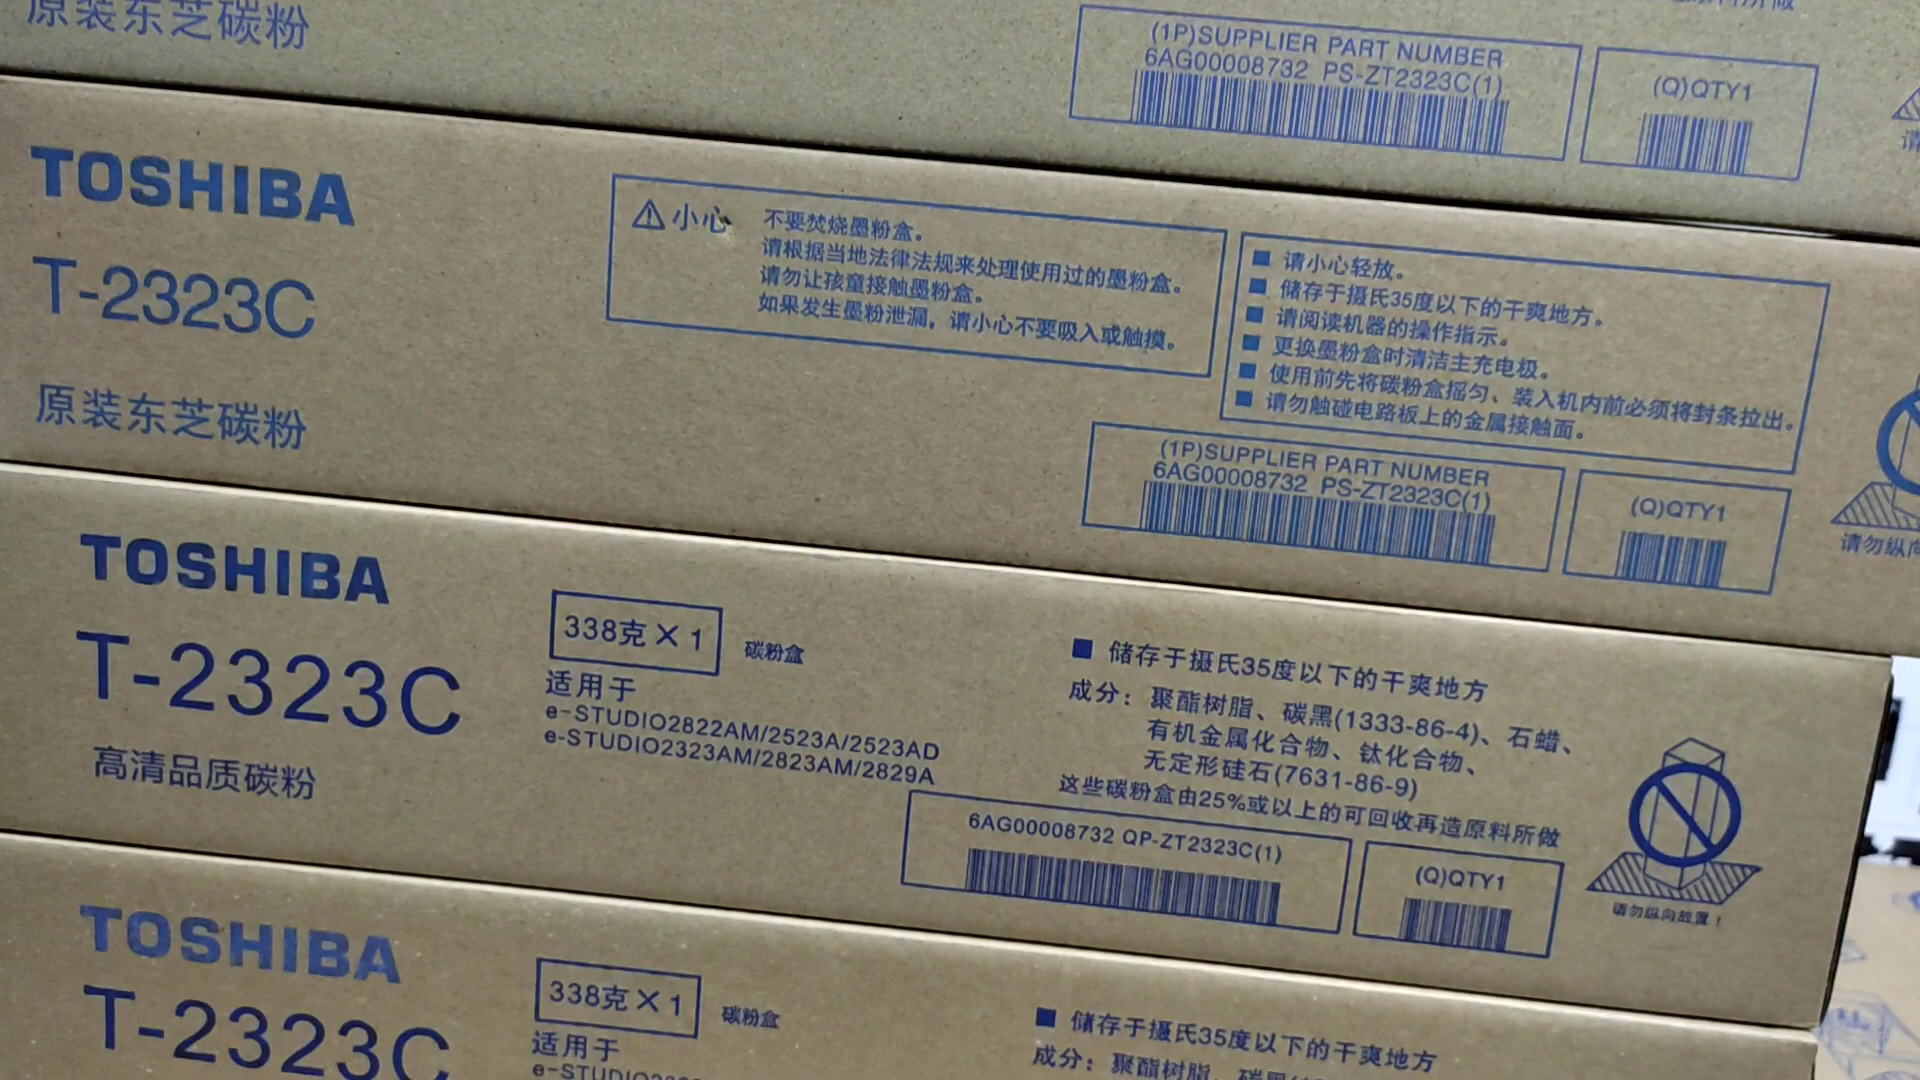 原装东芝碳粉
(1P)SUPPLIER PART NUMBER
6AG00008732 PS-ZT2323C(1)
(Q)QTY1
TOSHIBA
T-2323C
原装东芝碳粉
小心
不要焚烧墨粉盒。
请根据当地法律法规来处理使用过的墨粉盒。
请勿让孩童接触墨粉盒。
如果发生墨粉泄漏，请小心不要吸入或触摸。
■ 请小心轻放。
■ 储存于摄氏35度以下的干爽地方。
■ 请阅读机器的操作指示。
■ 更换墨粉盒时清洁主充电极。
■ 使用前先将碳粉盒摇匀、装入机内前必须将封条拉出。
■ 请勿触碰电路板上的金属接触面。
(1P)SUPPLIER PART NUMBER
6AG00008732 PS-ZT2323C(1)
(Q)QTY1
请勿纵向
TOSHIBA
T-2323C
高清品质碳粉
338克×1
碳粉盒
适用于
e-STUDIO2822AM/2523A/2523AD
e-STUDIO2323AM/2823AM/2829A
■ 储存于摄氏35度以下的干爽地方
成分：聚酯树脂、碳黑(1333-86-4)、石蜡、
有机金属化合物、钛化合物、
无定形硅石(7631-86-9)
这些碳粉盒由25%或以上的可回收再造原料所做
6AG00008732 QP-ZT2323C(1)
(Q)QTY1
请勿纵向放置！
TOSHIBA
T-2323C
338克×1
碳粉盒
适用于
■ 储存于摄氏35度以下的干爽地方
成分：聚酯树脂、碳黑